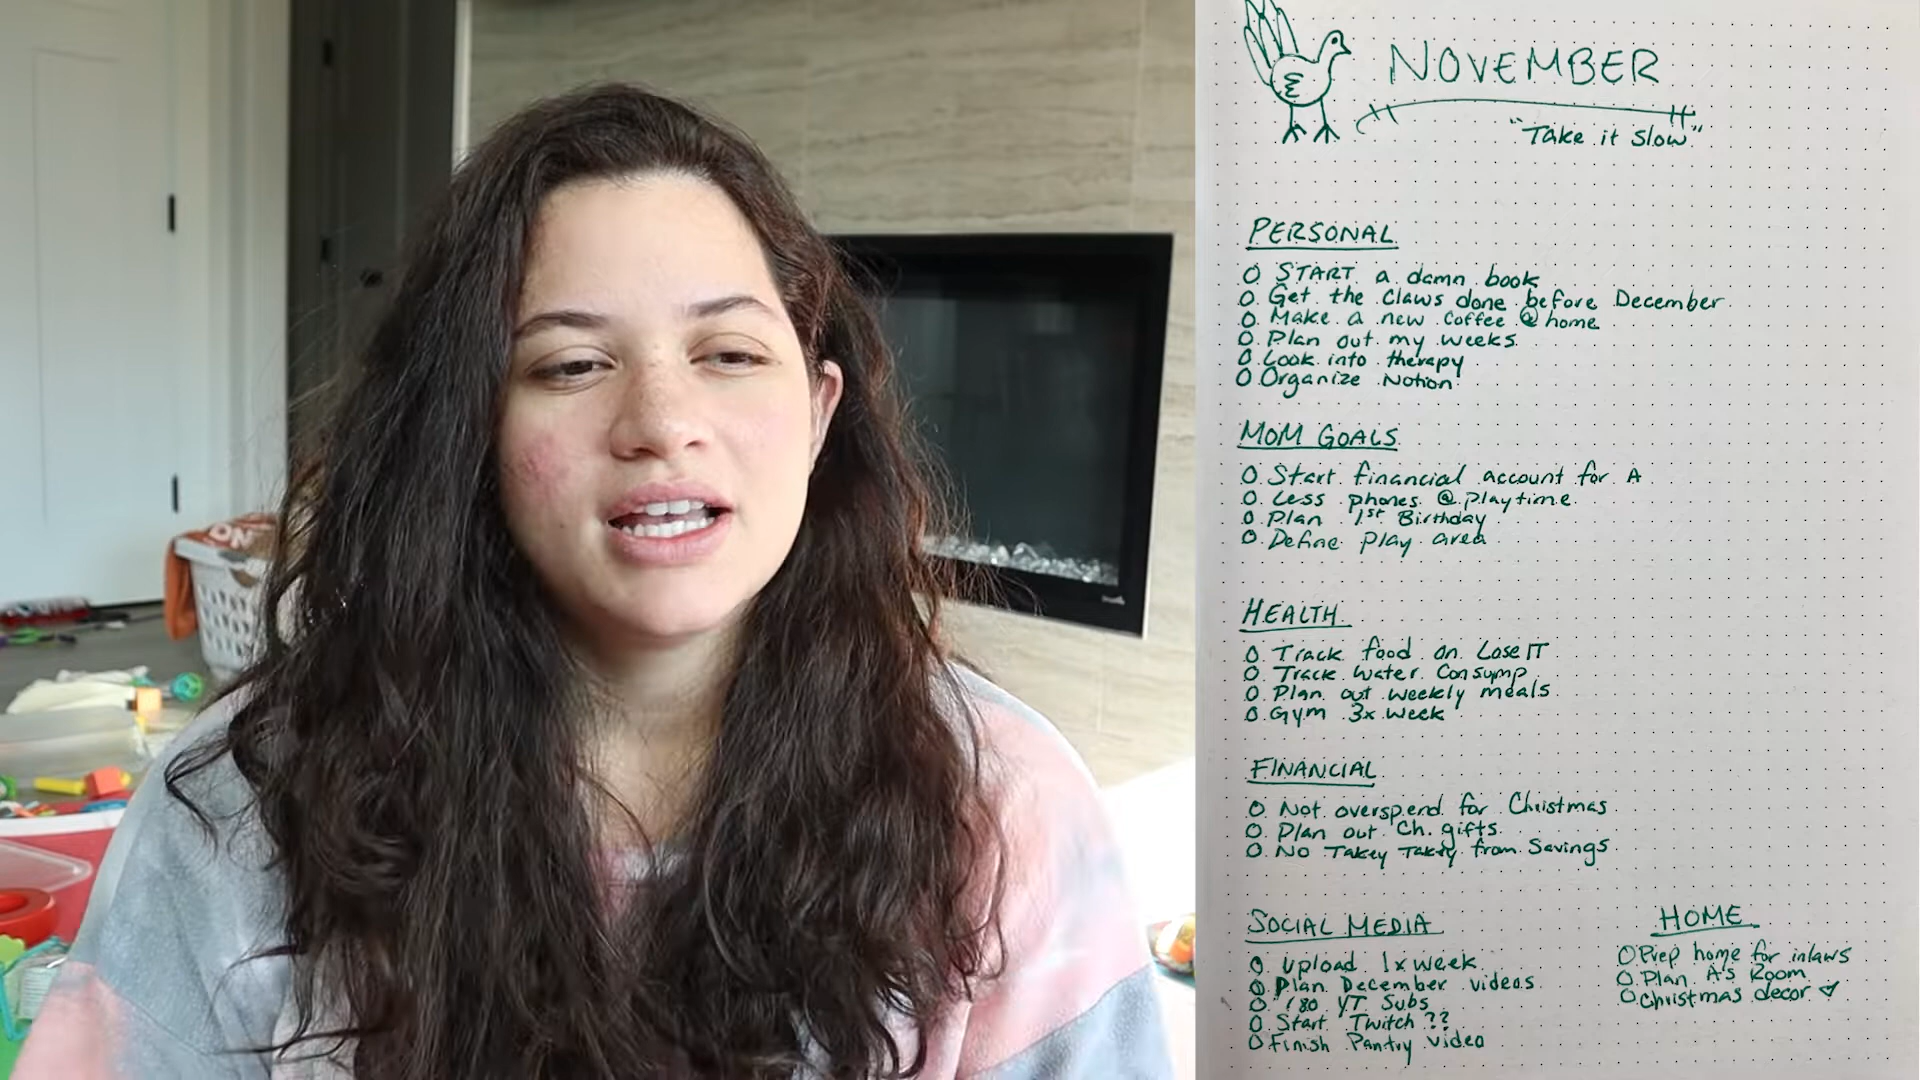 NOVEMBER
"Take it slow"
PERSONAL
START a damn book
Get the claws done before December
Make a new coffee @ home
Plan out my weeks
Look into therapy
Organize Notion
MOM GOALS
Start financial account for A
Less phones @ playtime
Plan 1st Birthday
Define play area
HEALTH
Track food on Lose IT
Track water consump
Plan out weekly meals
Gym 3x week
FINANCIAL
Not overspend for Christmas
Plan out Ch. gifts
No Takey Takey from Savings
SOCIAL MEDIA
Upload 1x week
Plan December videos
180 YT Subs
Start Twitch ??
Finish Pantry video
HOME
Prep home for inlaws
Plan A's Room
Christmas decor
ON